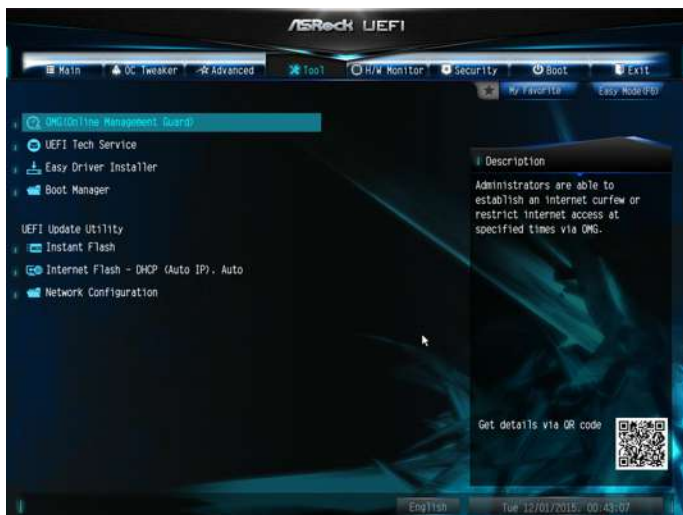 ASRock UEFI
Main OC Tweaker Advanced Tool H/W Monitor Security Boot Exit
My Favorite Easy Mode(F6)
OMG(Online Management Guard)
UEFI Tech Service
Easy Driver Installer
Boot Manager
UEFI Update Utility
Instant Flash
Internet Flash - DHCP (Auto IP), Auto
Network Configuration
Description
Administrators are able to
establish an internet curfew or
restrict internet access at
specified times via OMG.
Get details via QR code
English Tue 12/01/2015, 00:43:07